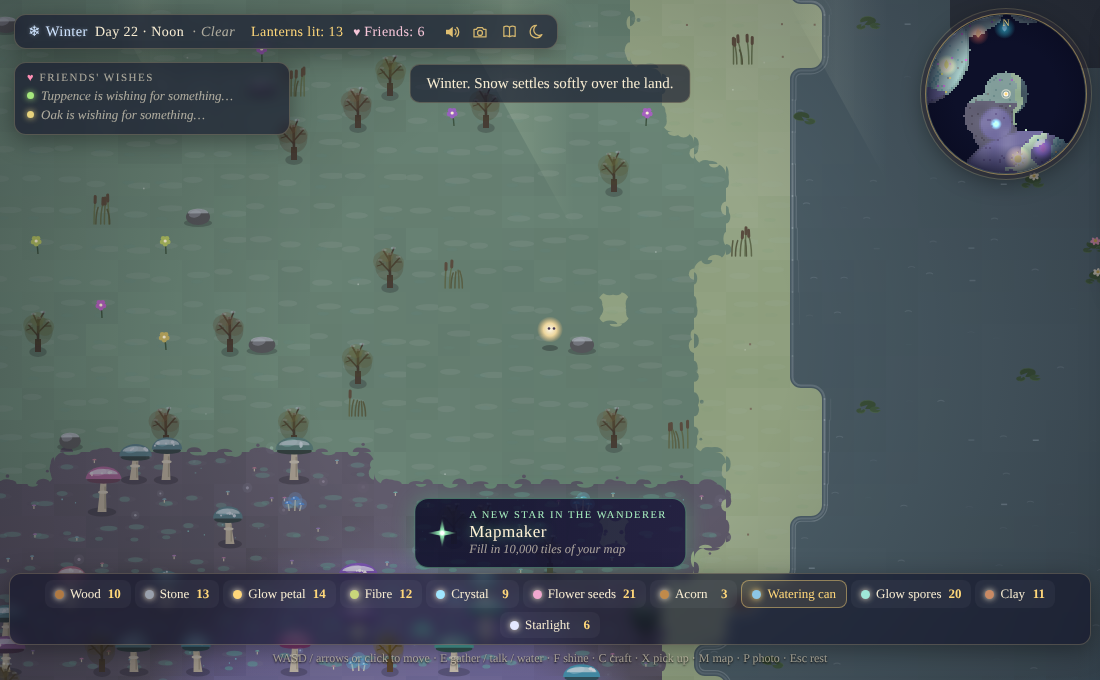 ❄ Winter Day 22 · Noon · Clear Lanterns lit: 13 ♥ Friends: 6
N
♥ FRIENDS' WISHES
Tuppence is wishing for something…
Oak is wishing for something…
Winter. Snow settles softly over the land.
A NEW STAR IN THE WANDERER
Mapmaker
Fill in 10,000 tiles of your map
Wood 10 Stone 13 Glow petal 14 Fibre 12 Crystal 9 Flower seeds 21 Acorn 3 Watering can Glow spores 20 Clay 11
Starlight 6
WASD / arrows or click to move · E gather / talk / water · F shine · C craft · X pick up · M map · P photo · Esc rest